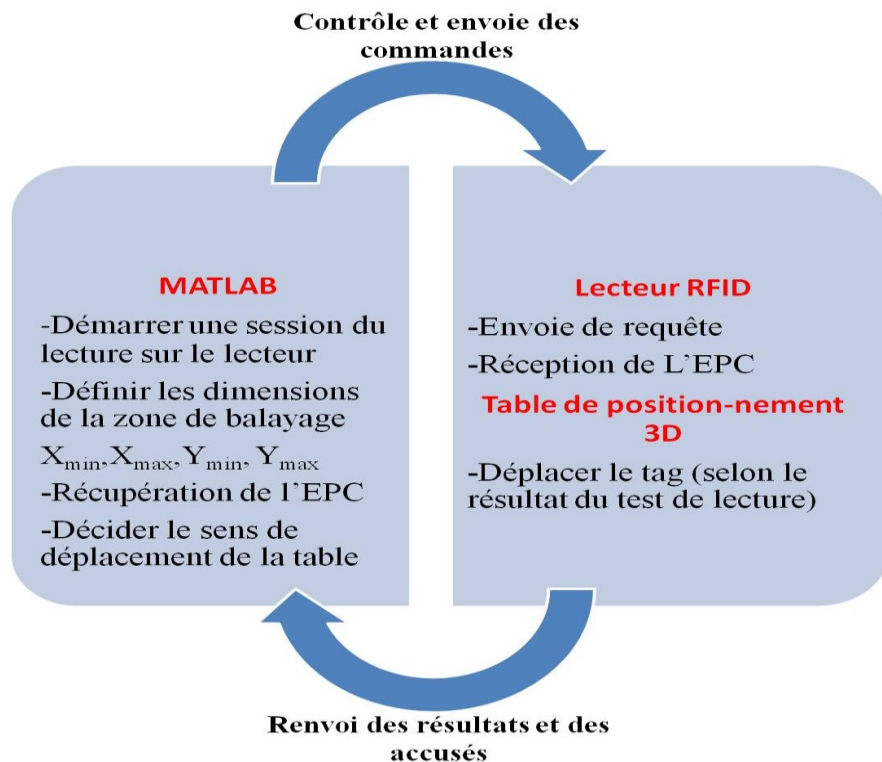 Contrôle et envoie des
commandes
MATLAB
-Démarrer une session du
lecture sur le lecteur
-Définir les dimensions
de la zone de balayage
Xmin,Xmax,Ymin, Ymax
-Récupération de l’EPC
-Décider le sens de
déplacement de la table
Lecteur RFID
-Envoie de requête
-Réception de L’EPC
Table de position-nement
3D
-Déplacer le tag (selon le
résultat du test de lecture)
Renvoi des résultats et des
accusés